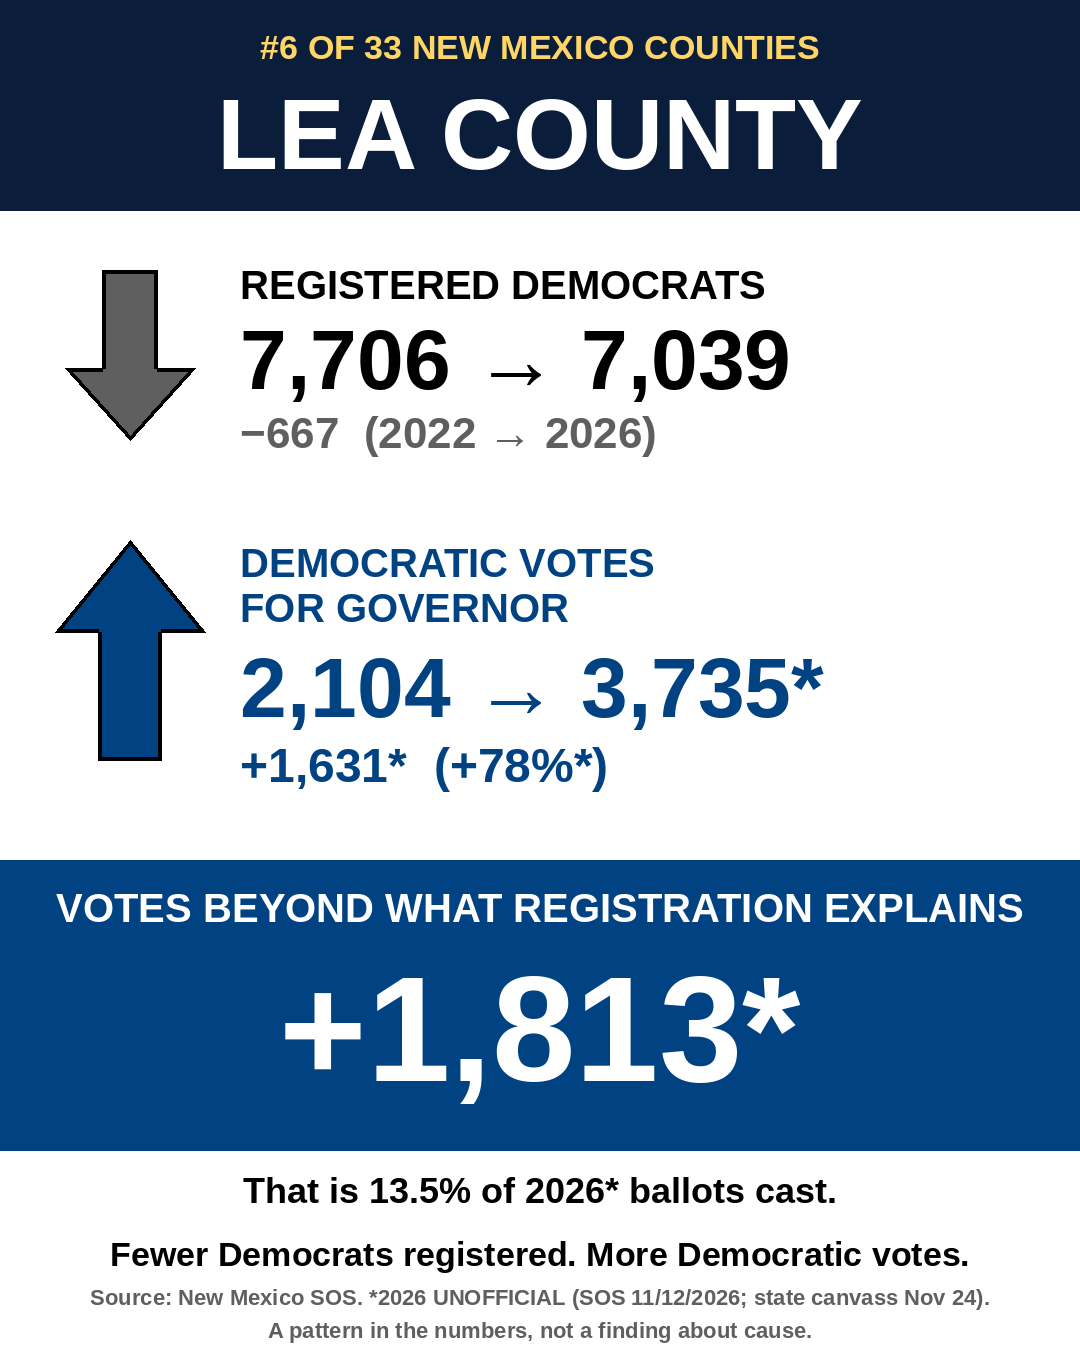 #6 OF 33 NEW MEXICO COUNTIES
LEA COUNTY
REGISTERED DEMOCRATS
7,706 → 7,039
−667 (2022 → 2026)
DEMOCRATIC VOTES
FOR GOVERNOR
2,104 → 3,735*
+1,631* (+78%*)
VOTES BEYOND WHAT REGISTRATION EXPLAINS
+1,813*
That is 13.5% of 2026* ballots cast.
Fewer Democrats registered. More Democratic votes.
Source: New Mexico SOS. *2026 UNOFFICIAL (SOS 11/12/2026; state canvass Nov 24).
A pattern in the numbers, not a finding about cause.